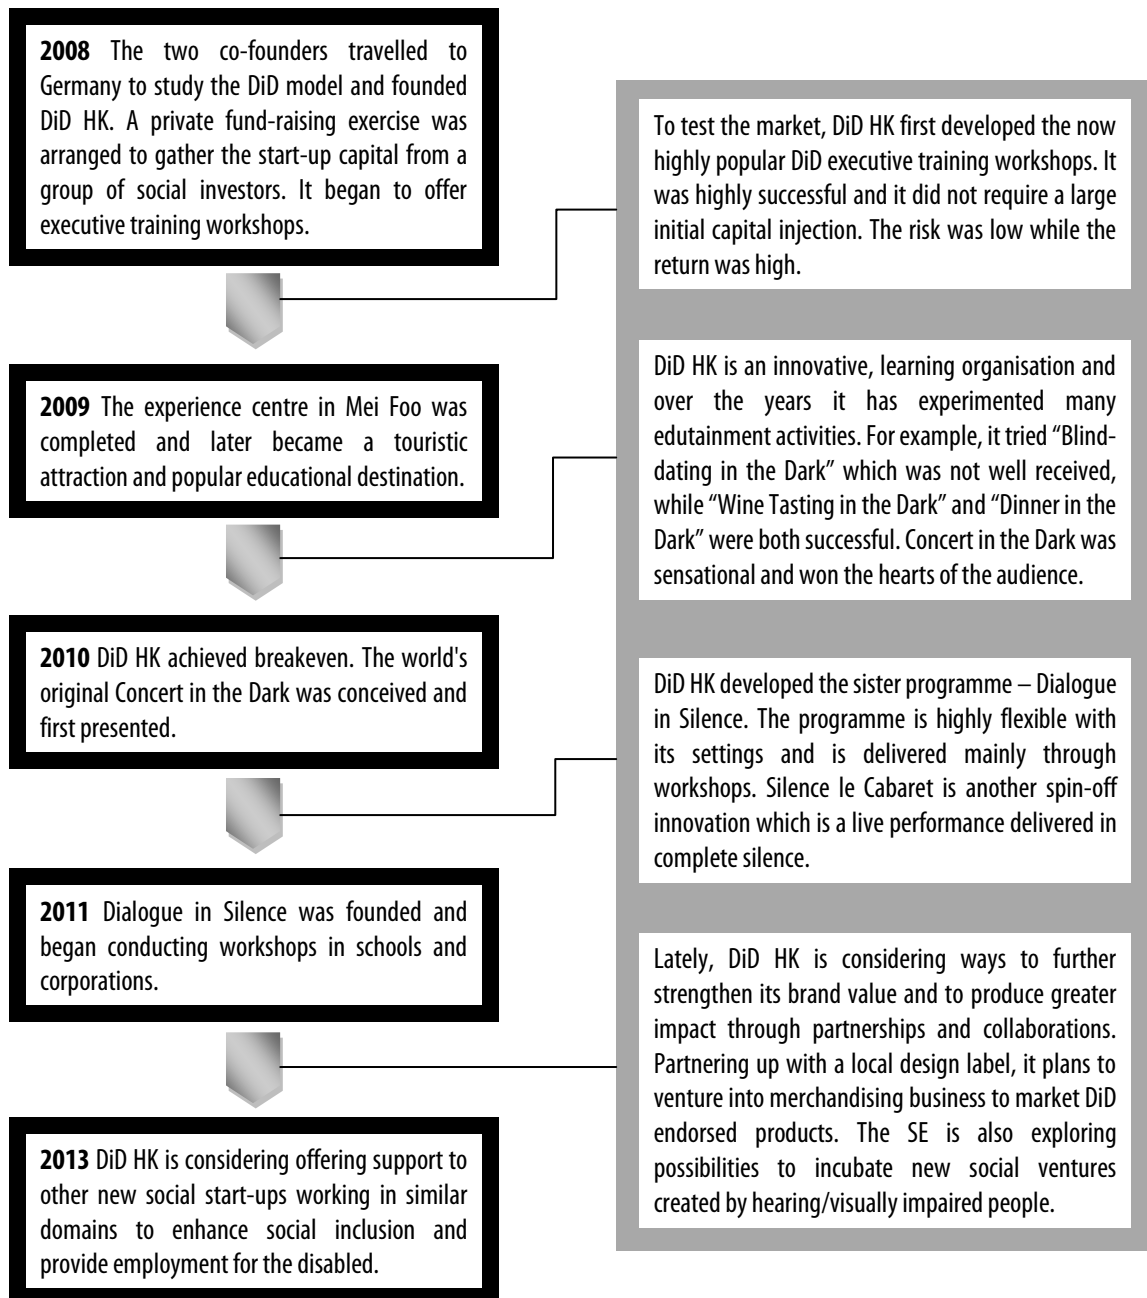 2008 The two co-founders travelled to
Germany to study the DiD model and founded
DiD HK. A private fund-raising exercise was
arranged to gather the start-up capital from a
group of social investors. It began to offer
executive training workshops.
To test the market, DiD HK first developed the now
highly popular DiD executive training workshops. It
was highly successful and it did not require a large
initial capital injection. The risk was low while the
return was high.
2009 The experience centre in Mei Foo was
completed and later became a touristic
attraction and popular educational destination.
DiD HK is an innovative, learning organisation and
over the years it has experimented many
edutainment activities. For example, it tried “Blind-
dating in the Dark” which was not well received,
while “Wine Tasting in the Dark” and “Dinner in the
Dark” were both successful. Concert in the Dark was
sensational and won the hearts of the audience.
2010 DiD HK achieved breakeven. The world's
original Concert in the Dark was conceived and
first presented.
DiD HK developed the sister programme – Dialogue
in Silence. The programme is highly flexible with
its settings and is delivered mainly through
workshops. Silence le Cabaret is another spin-off
innovation which is a live performance delivered in
complete silence.
2011 Dialogue in Silence was founded and
began conducting workshops in schools and
corporations.
Lately, DiD HK is considering ways to further
strengthen its brand value and to produce greater
impact through partnerships and collaborations.
Partnering up with a local design label, it plans to
venture into merchandising business to market DiD
endorsed products. The SE is also exploring
possibilities to incubate new social ventures
created by hearing/visually impaired people.
2013 DiD HK is considering offering support to
other new social start-ups working in similar
domains to enhance social inclusion and
provide employment for the disabled.